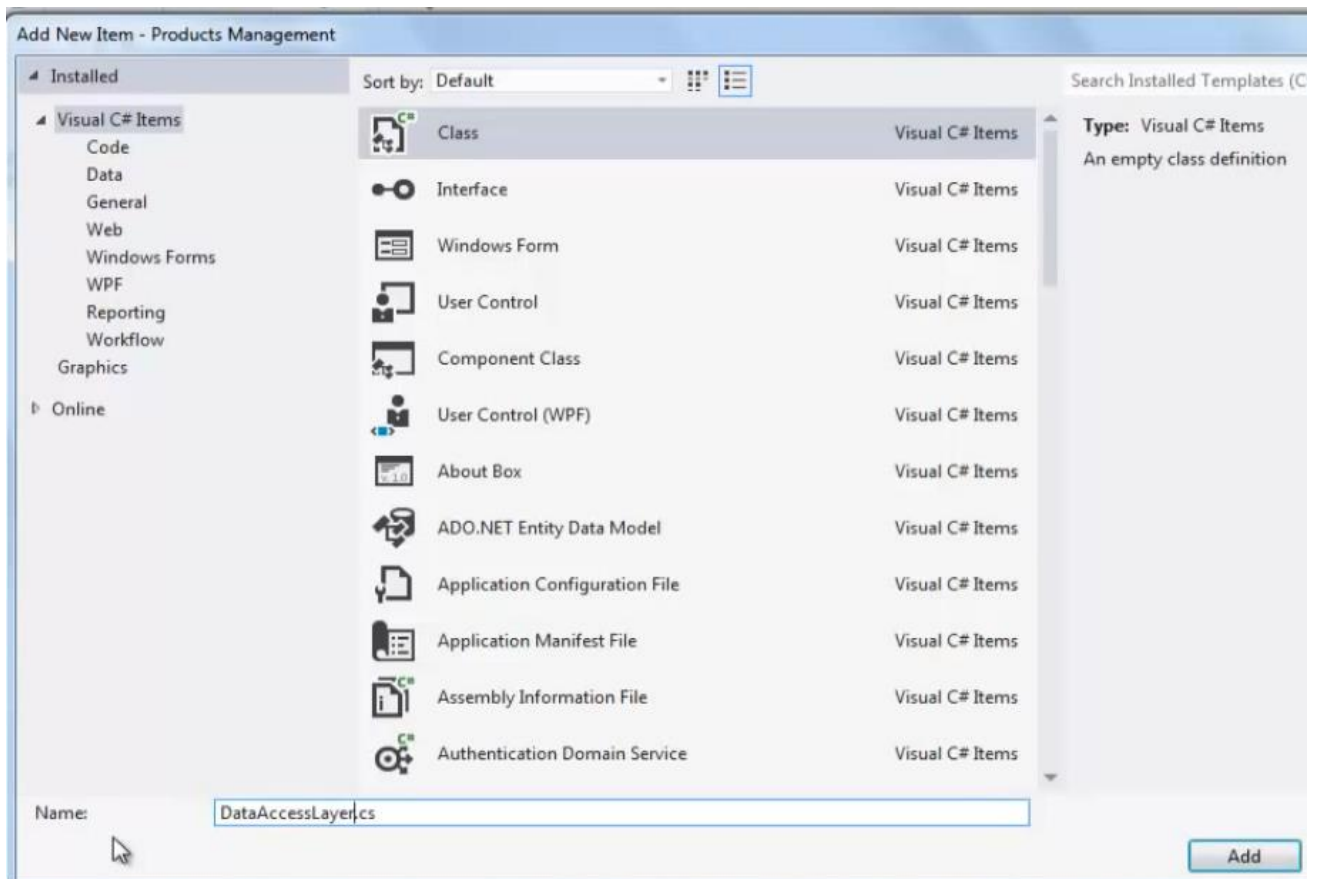 Add New Item - Products Management
Installed
Visual C# Items
Code
Data
General
Web
Windows Forms
WPF
Reporting
Workflow
Graphics
Online
Sort by: Default
Search Installed Templates (C
Class Visual C# Items
Interface Visual C# Items
Windows Form Visual C# Items
User Control Visual C# Items
Component Class Visual C# Items
User Control (WPF) Visual C# Items
About Box Visual C# Items
ADO.NET Entity Data Model Visual C# Items
Application Configuration File Visual C# Items
Application Manifest File Visual C# Items
Assembly Information File Visual C# Items
Authentication Domain Service Visual C# Items
Type: Visual C# Items
An empty class definition
Name: DataAccessLayer.cs
Add